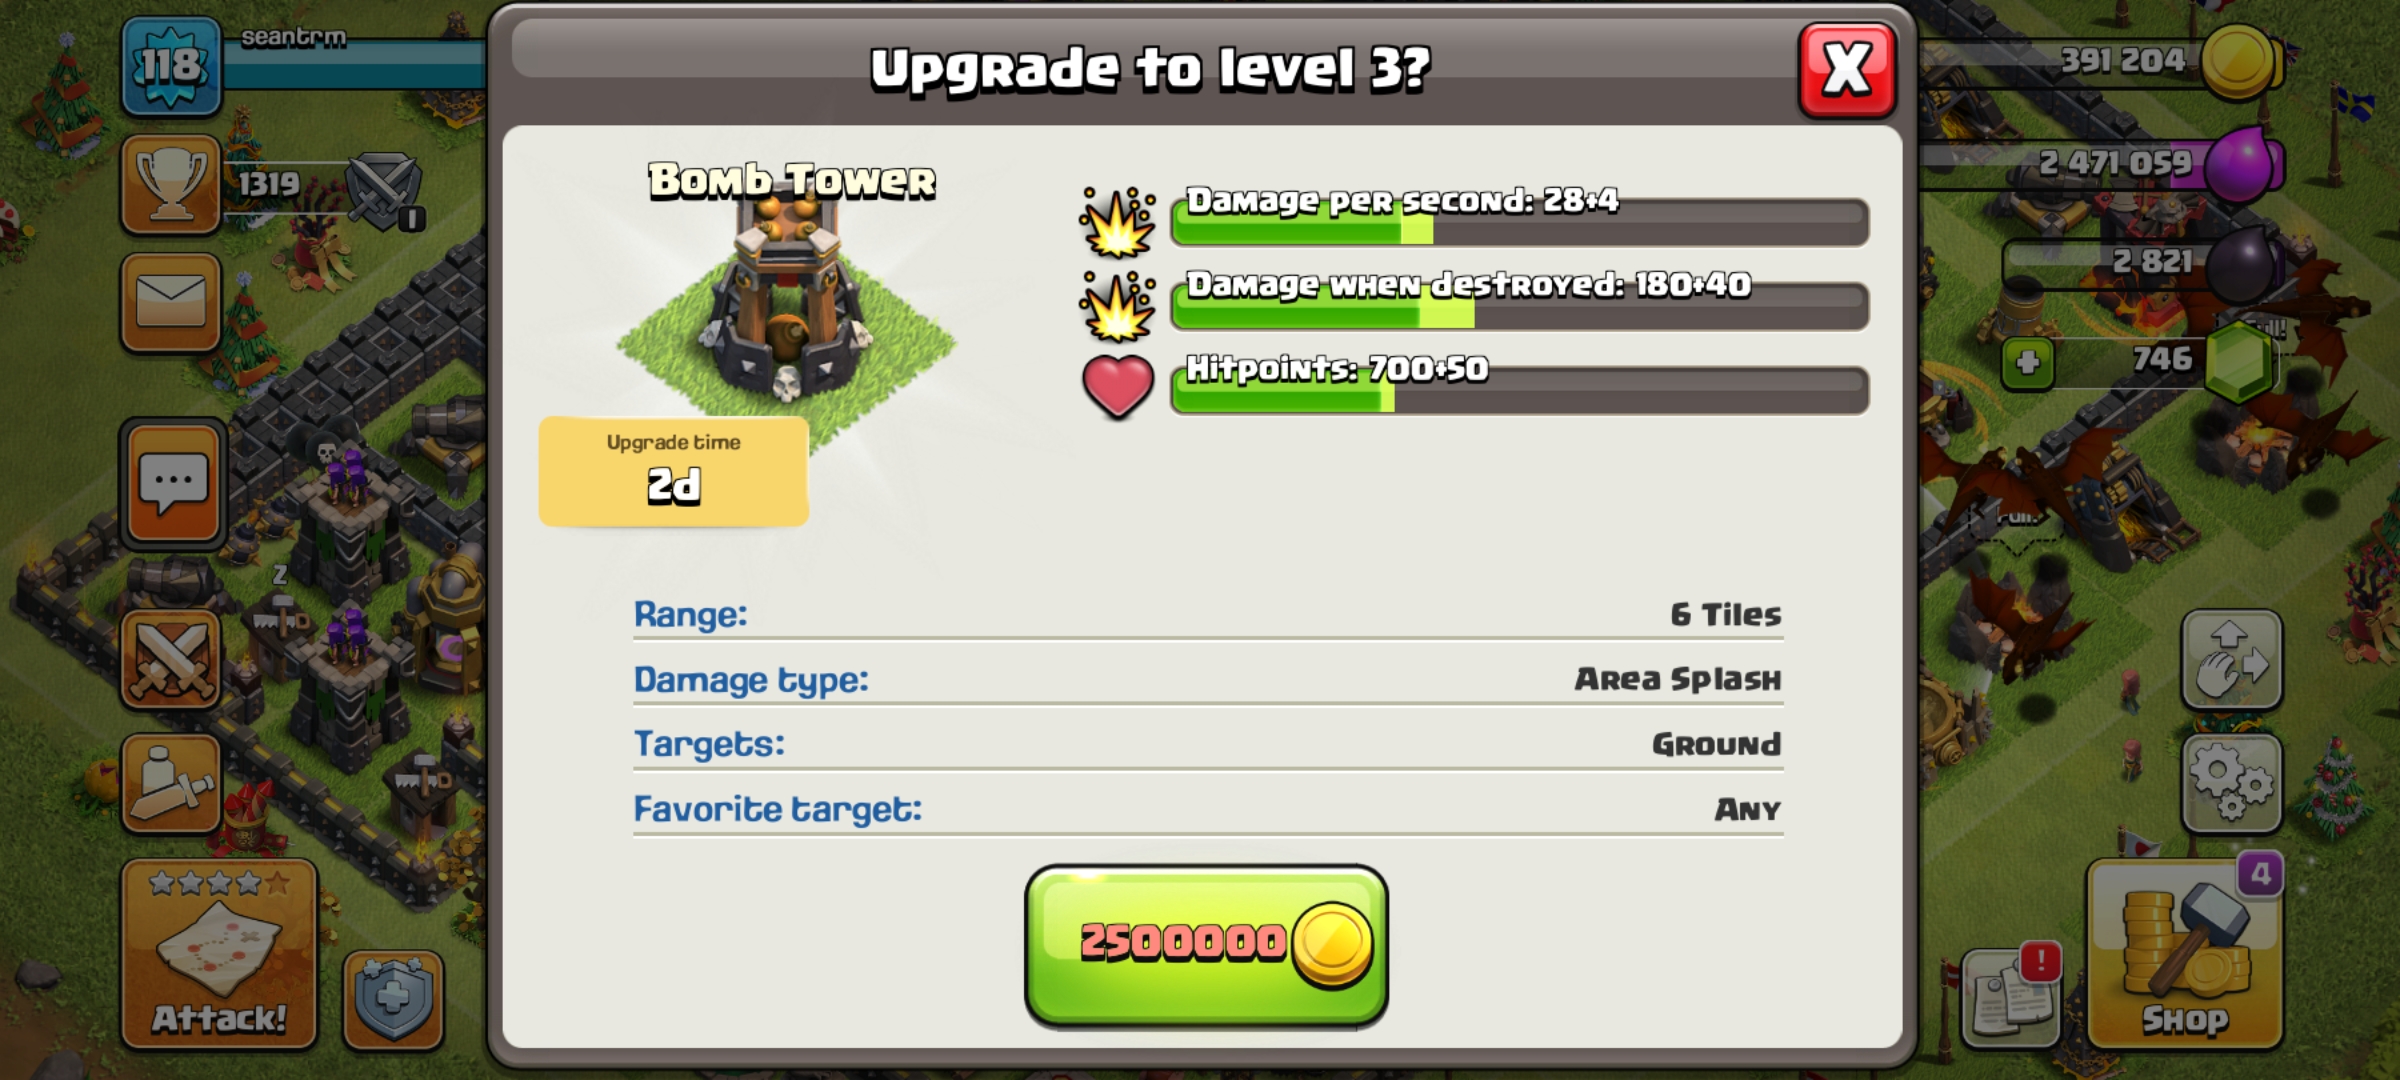 118
seantrm
Upgrade to level 3?
X
391 204
1319
I
Bomb Tower
Damage per second: 28+4
2 471 059
Damage when destroyed: 180+40
2 821
Hitpoints: 700+50
746
Upgrade time
2d
z
Range: 6 Tiles
Damage type: Area Splash
Targets: Ground
Favorite target: Any
2500000
4
!
Attack!
Shop